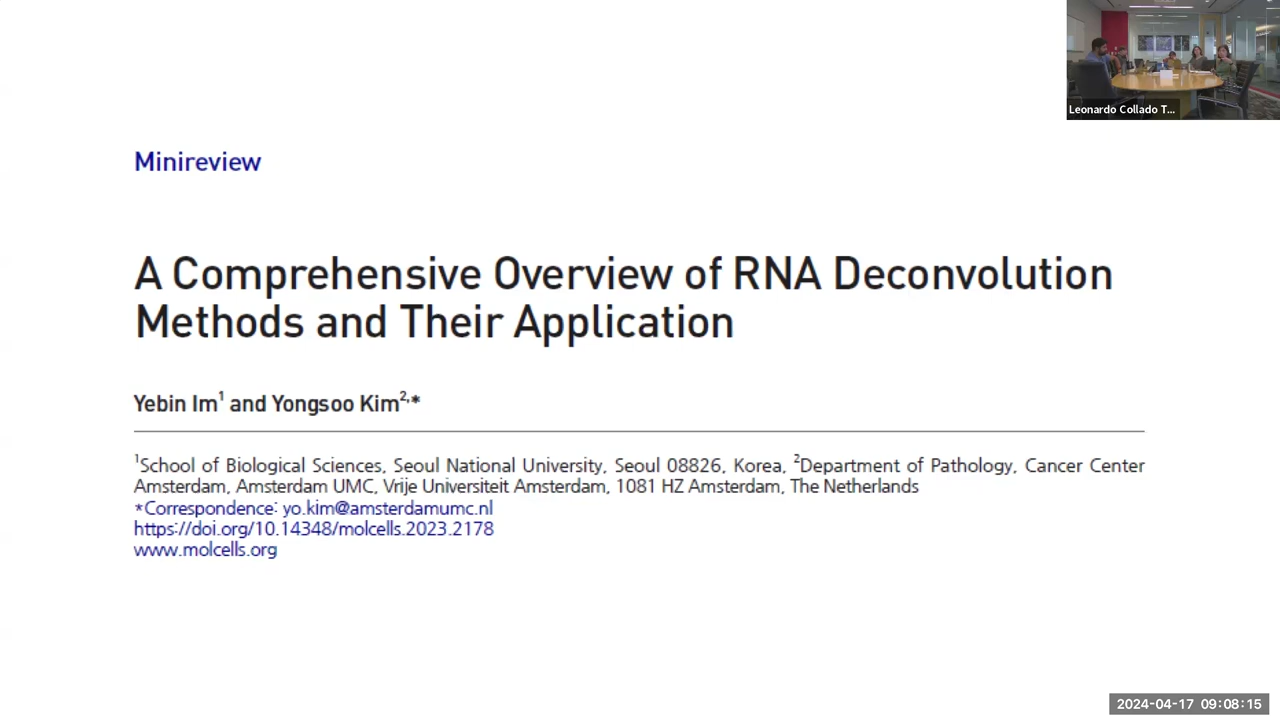 Leonardo Collado T...
Minireview
A Comprehensive Overview of RNA Deconvolution
Methods and Their Application
Yebin Im1 and Yongsoo Kim2,*
1School of Biological Sciences, Seoul National University, Seoul 08826, Korea, 2Department of Pathology, Cancer Center
Amsterdam, Amsterdam UMC, Vrije Universiteit Amsterdam, 1081 HZ Amsterdam, The Netherlands
*Correspondence: yo.kim@amsterdamumc.nl
https://doi.org/10.14348/molcells.2023.2178
www.molcells.org
2024-04-17 09:08:15